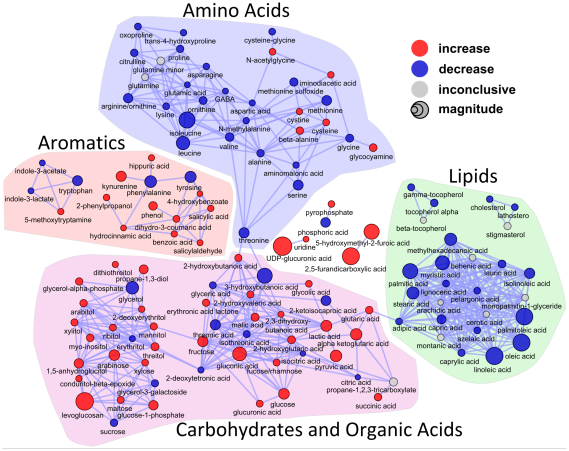 Amino Acids
oxoproline
trans-4-hydroxyproline
cysteine-glycine
proline
citrulline
glutamine minor
N-acetylglycine
asparagine
glutamine
glutamic acid
iminodiacetic acid
methionine sulfoxide
GABA
arginine/ornithine
ornithine
aspartic acid
methionine
lysine
cystine
isoleucine
N-methylalanine
cysteine
beta-alanine
valine
leucine
glycine
alanine
glycocyamine
aminomalonic acid
serine
threonine
increase
decrease
inconclusive
magnitude
Aromatics
hippuric acid
indole-3-acetate
kynurenine
tryptophan
phenylalanine
tyrosine
indole-3-lactate
2-phenylpropanol
4-hydroxybenzoate
phenol
salicylic acid
5-methoxytryptamine
dihydro-3-coumaric acid
hydrocinnamic acid
benzoic acid
salicylaldehyde
pyrophosphate
phosphoric acid
uridine
5-hydroxymethyl-2-furoic acid
UDP-glucuronic acid
2,5-furandicarboxylic acid
Lipids
gamma-tocopherol
tocopherol alpha
cholesterol
lathosterol
beta-tocopherol
stigmasterol
methylhexadecanoic acid
behenic acid
myristic acid
lauric acid
palmitic acid
isolinoleic acid
lignoceric acid
pelargonic acid
stearic acid
monopalmitin-1-glyceride
arachidic acid
cerotic acid
adipic acid
capric acid
palmitoleic acid
azelaic acid
montanic acid
oleic acid
caprylic acid
linoleic acid
dithiothreitol
propane-1,3-diol
2-hydroxybutanoic acid
glycerol-alpha-phosphate
glycerol
3-hydroxybutanoic acid
glyceric acid
glycolic acid
2-hydroxyvaleric acid
arabitol
erythronic acid lactone
2-deoxyerythritol
2-ketoisocaproic acid
xylitol
malic acid
2,3-dihydroxybutanoic acid
glutaric acid
ribitol
mannitol
threonic acid
lactic acid
myo-inositol
erythritol
isothreonic acid
alpha ketoglutaric acid
threitol
fructose
2-hydroxyglutaric acid
arabinose
xylose
gluconic acid
isocitric acid
pyruvic acid
1,5-anhydroglucitol
fucose/rhamnose
2-deoxytetronic acid
citric acid
conduritol-beta-epoxide
propane-1,2,3-tricarboxylate
glycerol-3-galactoside
glucose
succinic acid
levoglucosan
maltose
glucuronic acid
glucose-1-phosphate
sucrose
Carbohydrates and Organic Acids